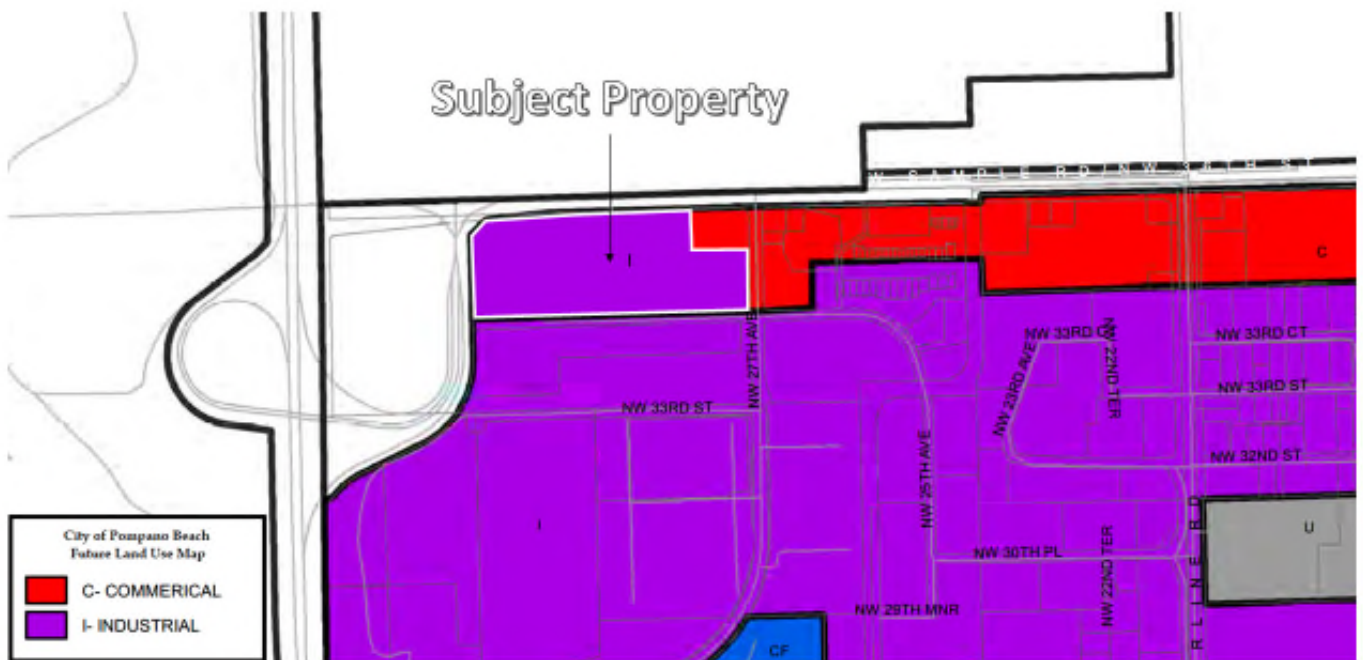 Subject Property
W SAMPLE RD/NW 36TH ST
I
C
NW 27TH AVE
NW 33RD ST
NW 25TH AVE
NW 23RD AVE
NW 33RD C
NW 22ND TER
NW 33RD CT
NW 33RD ST
NW 32ND ST
I
U
NW 30TH PL
NW 22ND TER
R L I N E RD
NW 29TH MNR
CF
City of Pompano Beach
Future Land Use Map
C- COMMERICAL
I- INDUSTRIAL